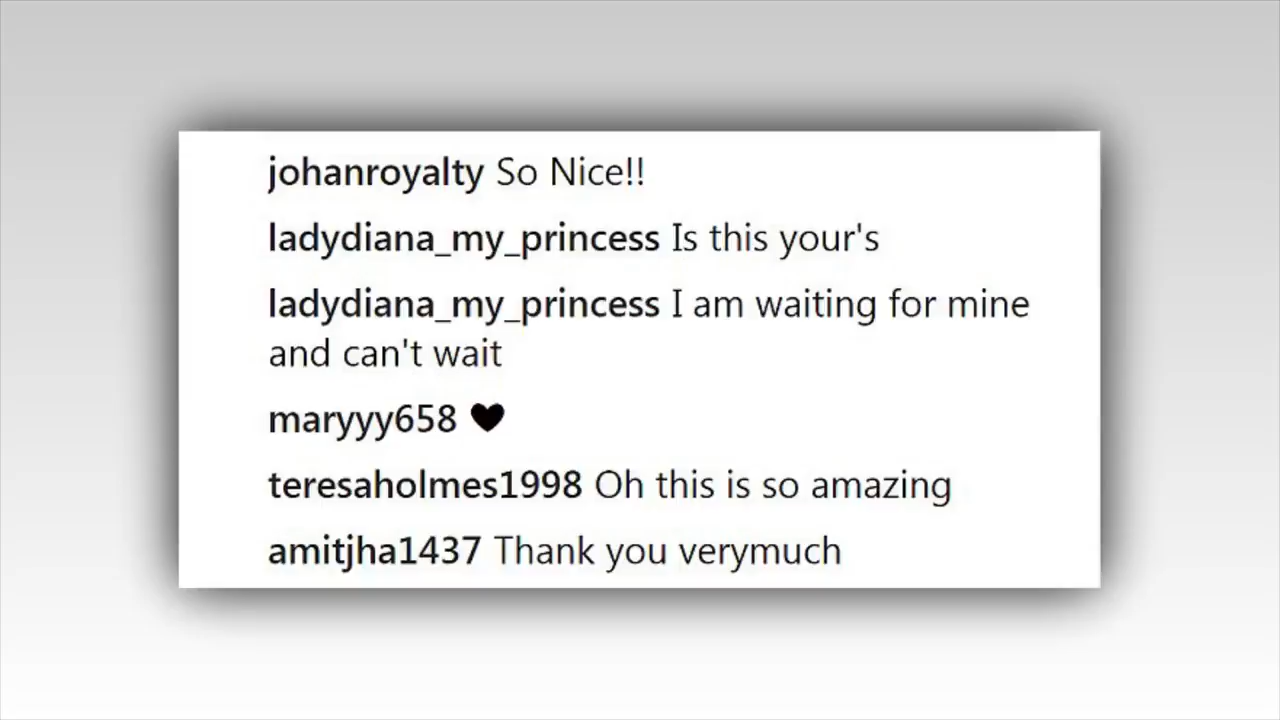 johanroyalty So Nice!!
ladydiana_my_princess Is this your's
ladydiana_my_princess I am waiting for mine
and can't wait
maryyy658 ♥
teresaholmes1998 Oh this is so amazing
amitjha1437 Thank you verymuch